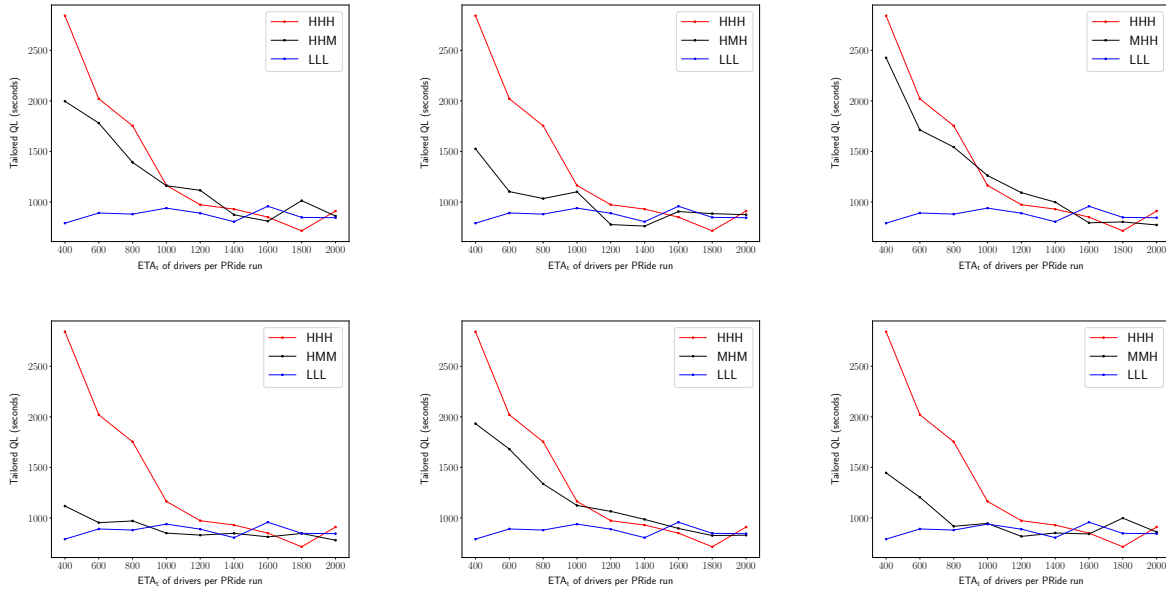 HHH
HHM
LLL
2500
2000
1500
1000
Tailored QL (seconds)
400 600 800 1000 1200 1400 1600 1800 2000
ETAₜ of drivers per PRide run
HHH
HMH
LLL
2500
2000
1500
1000
Tailored QL (seconds)
400 600 800 1000 1200 1400 1600 1800 2000
ETAₜ of drivers per PRide run
HHH
MHH
LLL
2500
2000
1500
1000
Tailored QL (seconds)
400 600 800 1000 1200 1400 1600 1800 2000
ETAₜ of drivers per PRide run
HHH
HMM
LLL
2500
2000
1500
1000
Tailored QL (seconds)
400 600 800 1000 1200 1400 1600 1800 2000
ETAₜ of drivers per PRide run
HHH
MHM
LLL
2500
2000
1500
1000
Tailored QL (seconds)
400 600 800 1000 1200 1400 1600 1800 2000
ETAₜ of drivers per PRide run
HHH
MMH
LLL
2500
2000
1500
1000
Tailored QL (seconds)
400 600 800 1000 1200 1400 1600 1800 2000
ETAₜ of drivers per PRide run